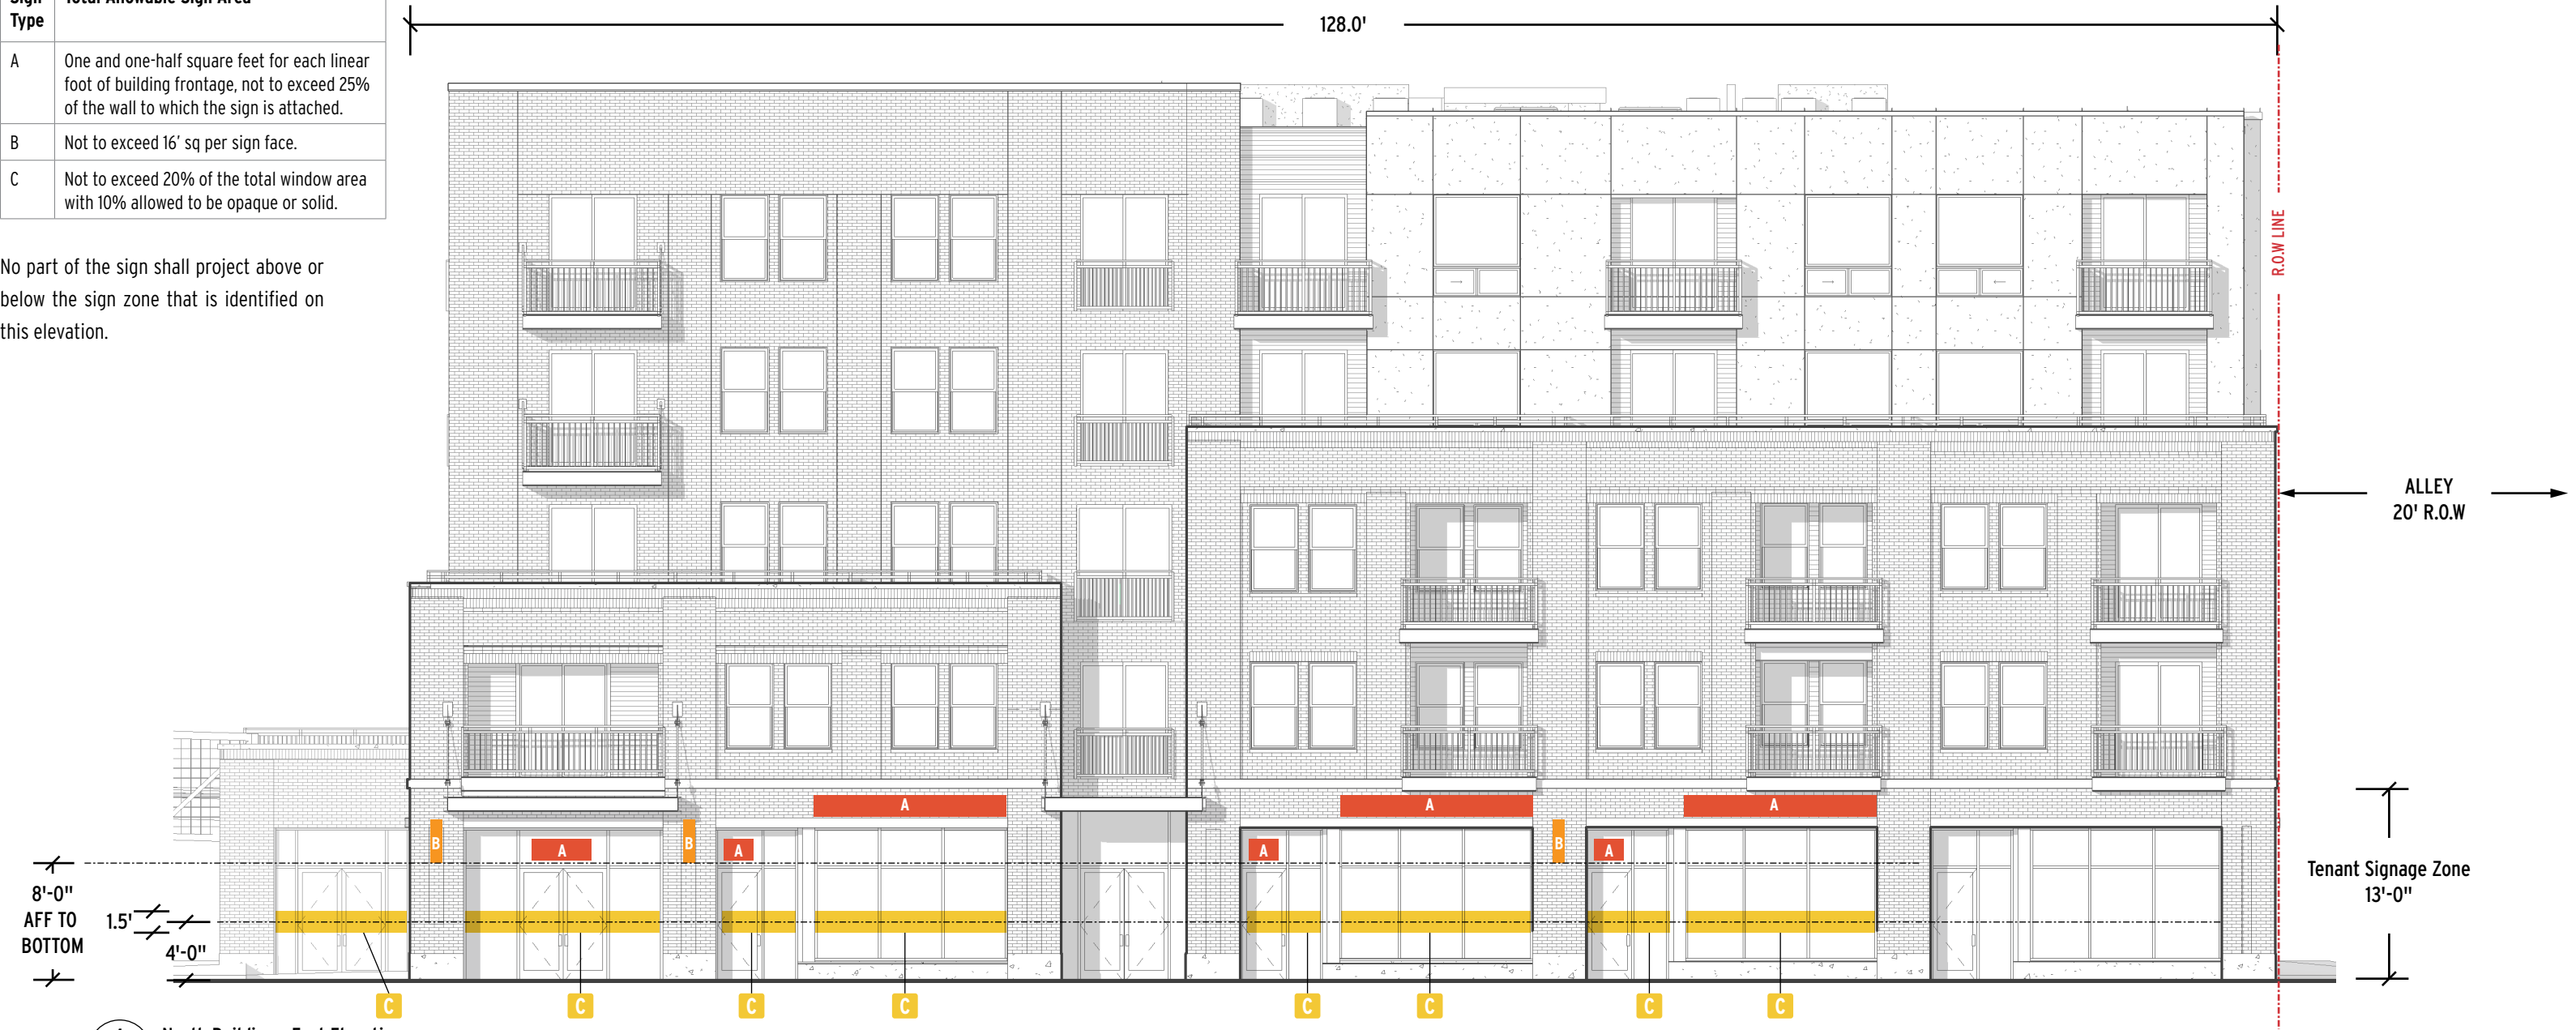 Sign
Type
Total Allowable Sign Area
A
One and one-half square feet for each linear
foot of building frontage, not to exceed 25%
of the wall to which the sign is attached.
B
Not to exceed 16’ sq per sign face.
C
Not to exceed 20% of the total window area
with 10% allowed to be opaque or solid.
No part of the sign shall project above or
below the sign zone that is identified on
this elevation.
128.0'
R.O.W LINE
ALLEY
20' R.O.W
A
A
A
B
B
B
A
A
A
A
8'-0"
AFF TO
BOTTOM
1.5'
4'-0"
Tenant Signage Zone
13'-0"
C
C
C
C
C
C
C
C